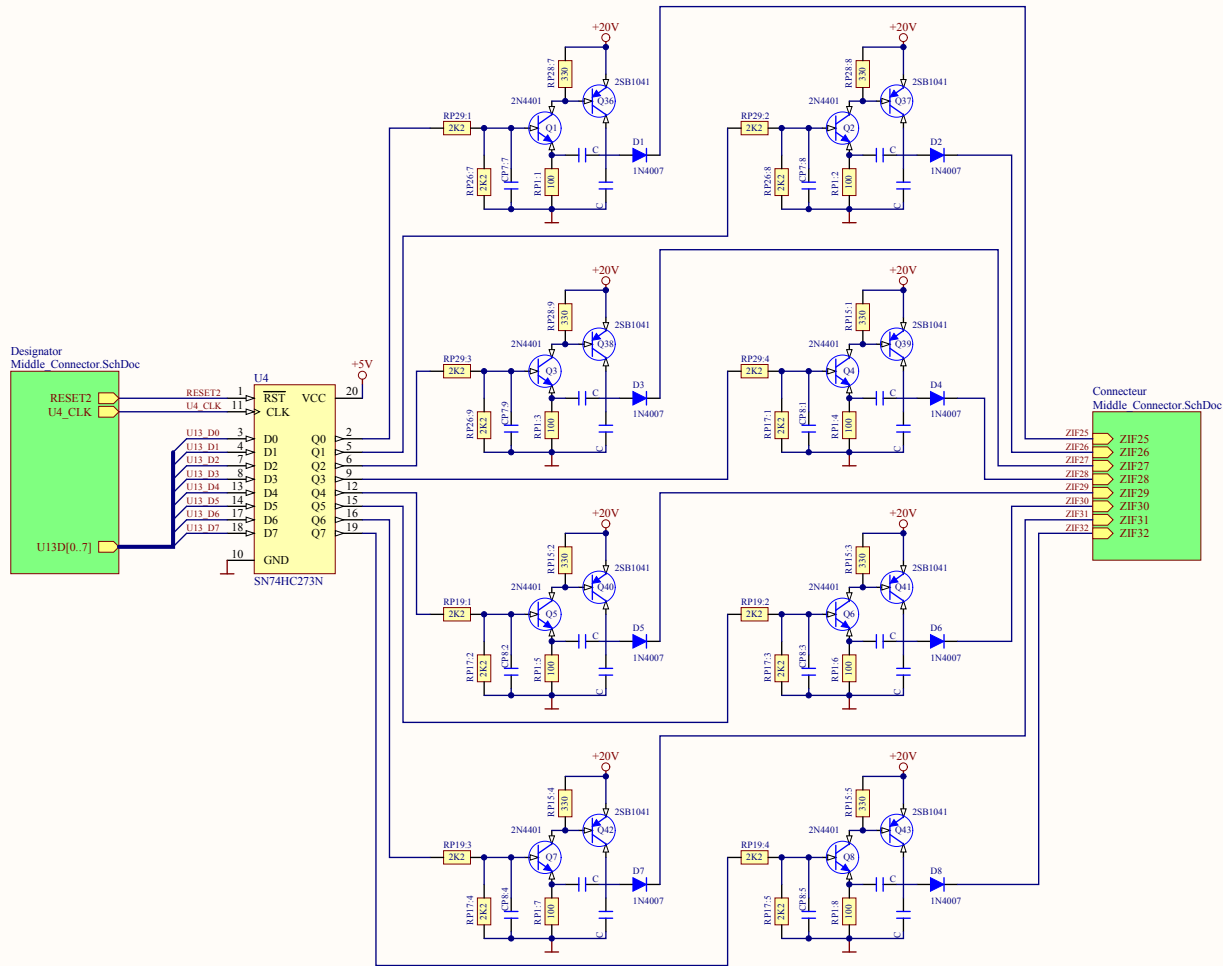 +20V
+20V
RP28:7
330
2SB1041
Q36
2N4401
RP29:1
2K2
Q1
C
D1
1N4007
RP26:7
2K2
CP7:7
RP1:1
100
C
RP28:8
330
2SB1041
Q37
2N4401
RP29:2
2K2
Q2
C
D2
1N4007
RP26:8
2K2
CP7:8
RP1:2
100
C
+20V
+20V
RP28:9
330
2SB1041
Q38
2N4401
RP29:3
2K2
Q3
C
D3
1N4007
RP26:9
2K2
CP7:9
RP1:3
100
C
RP15:1
330
2SB1041
Q39
2N4401
RP29:4
2K2
Q4
C
D4
1N4007
RP17:1
2K2
CP8:1
RP1:4
100
C
Designator
Middle_Connector.SchDoc
RESET2
U4_CLK
U13D[0..7]
RESET2
U4_CLK
U13_D0
U13_D1
U13_D2
U13_D3
U13_D4
U13_D5
U13_D6
U13_D7
+5V
U4
1 RST VCC 20
11 CLK
3 D0 Q0 2
4 D1 Q1 5
7 D2 Q2 6
8 D3 Q3 9
13 D4 Q4 12
14 D5 Q5 15
17 D6 Q6 16
18 D7 Q7 19
10 GND
SN74HC273N
Connecteur
Middle_Connector.SchDoc
ZIF25 ZIF25
ZIF26 ZIF26
ZIF27 ZIF27
ZIF28 ZIF28
ZIF29 ZIF29
ZIF30 ZIF30
ZIF31 ZIF31
ZIF32 ZIF32
+20V
+20V
RP15:2
330
2SB1041
Q40
2N4401
RP19:1
2K2
Q5
C
D5
1N4007
RP17:2
2K2
CP8:2
RP1:5
100
C
RP15:3
330
2SB1041
Q41
2N4401
RP19:2
2K2
Q6
C
D6
1N4007
RP17:3
2K2
CP8:3
RP1:6
100
C
+20V
+20V
RP15:4
330
2SB1041
Q42
2N4401
RP19:3
2K2
Q7
C
D7
1N4007
RP17:4
2K2
CP8:4
RP1:7
100
C
RP15:5
330
2SB1041
Q43
2N4401
RP19:4
2K2
Q8
C
D8
1N4007
RP17:5
2K2
CP8:5
RP1:8
100
C